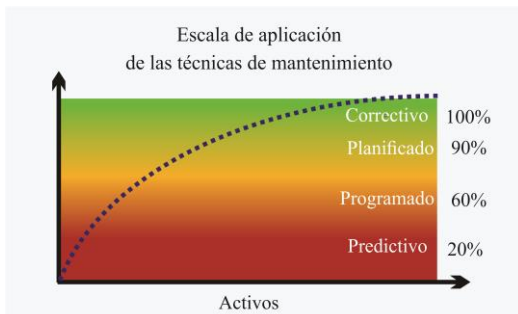 Escala de aplicación
de las técnicas de mantenimiento
Correctivo 100%
Planificado 90%
Programado 60%
Predictivo 20%
Activos